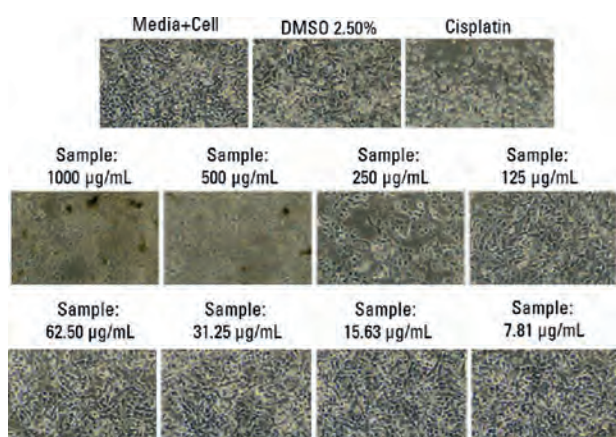 Media+Cell
DMSO 2.50%
Cisplatin
Sample:
1000 µg/mL
Sample:
500 µg/mL
Sample:
250 µg/mL
Sample:
125 µg/mL
Sample:
62.50 µg/mL
Sample:
31.25 µg/mL
Sample:
15.63 µg/mL
Sample:
7.81 µg/mL